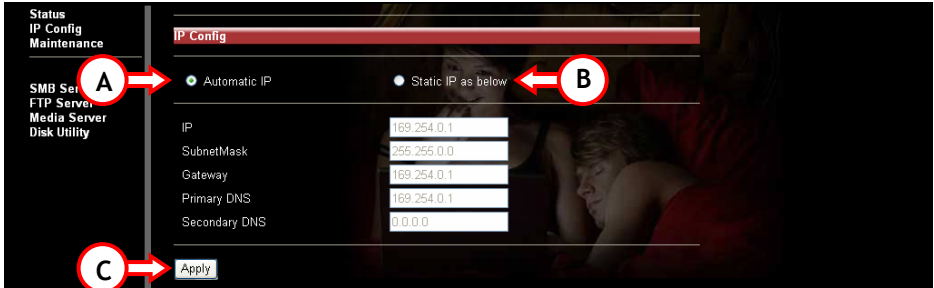 Status
IP Config
Maintenance
SMB Ser
FTP Server
Media Server
Disk Utility
IP Config
A
Automatic IP
Static IP as below
B
IP
169.254.0.1
SubnetMask
255.255.0.0
Gateway
169.254.0.1
Primary DNS
169.254.0.1
Secondary DNS
0.0.0.0
C
Apply